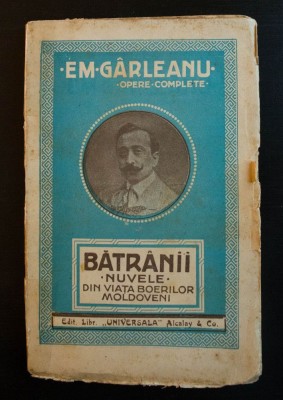 ·EM·GÂRLEANU·
·OPERE·COMPLETE·
BĂTRÂNII
·NUVELE·
DIN VIAȚA BOERILOR
MOLDOVENI
Edit. Libr. „UNIVERSALA” Alcalay & Co.